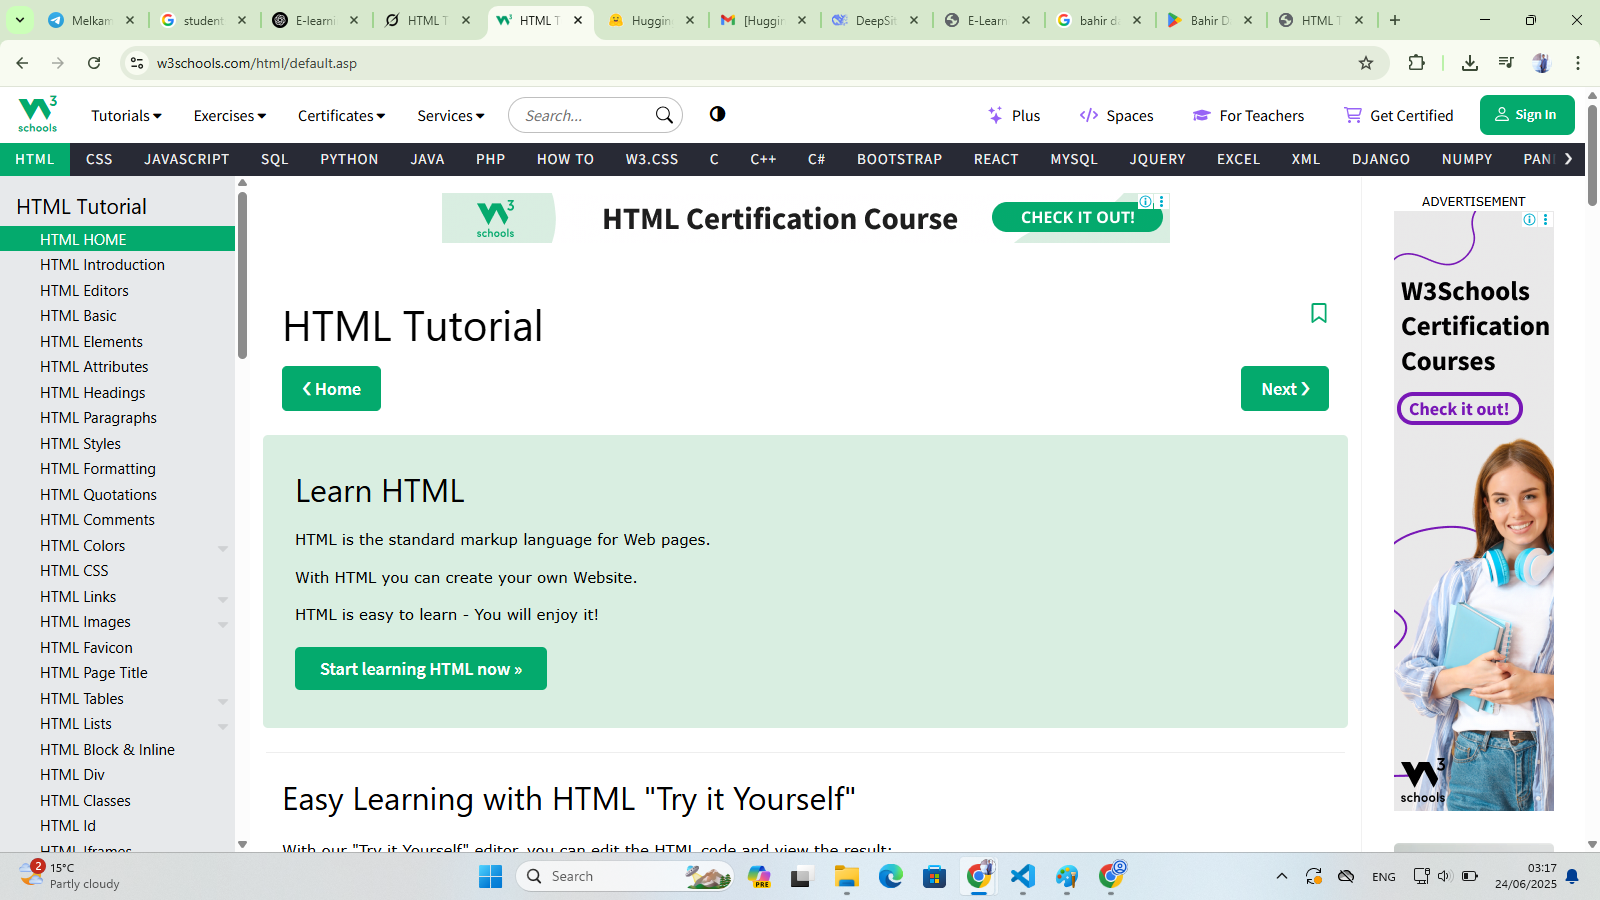 Melkam
student
E-learni
HTML T
HTML T
Hugging
[Huggin
DeepSit
E-Learn
bahir da
Bahir D
HTML T
w3schools.com/html/default.asp
W3 schools
Tutorials
Exercises
Certificates
Services
Search...
Plus
Spaces
For Teachers
Get Certified
Sign In
HTML CSS JAVASCRIPT SQL PYTHON JAVA PHP HOW TO W3.CSS C C++ C# BOOTSTRAP REACT MYSQL JQUERY EXCEL XML DJANGO NUMPY PAN
HTML Tutorial
HTML HOME
HTML Introduction
HTML Editors
HTML Basic
HTML Elements
HTML Attributes
HTML Headings
HTML Paragraphs
HTML Styles
HTML Formatting
HTML Quotations
HTML Comments
HTML Colors
HTML CSS
HTML Links
HTML Images
HTML Favicon
HTML Page Title
HTML Tables
HTML Lists
HTML Block & Inline
HTML Div
HTML Classes
HTML Id
HTML Iframes
W3 schools
HTML Certification Course
CHECK IT OUT!
HTML Tutorial
❮ Home
Next ❯
Learn HTML
HTML is the standard markup language for Web pages.
With HTML you can create your own Website.
HTML is easy to learn - You will enjoy it!
Start learning HTML now »
Easy Learning with HTML "Try it Yourself"
With our "Try it Yourself" editor, you can edit the HTML code and view the result:
ADVERTISEMENT
W3Schools
Certification
Courses
Check it out!
W3
schools
2
15°C
Partly cloudy
Search
PRE
ENG
03:17
24/06/2025